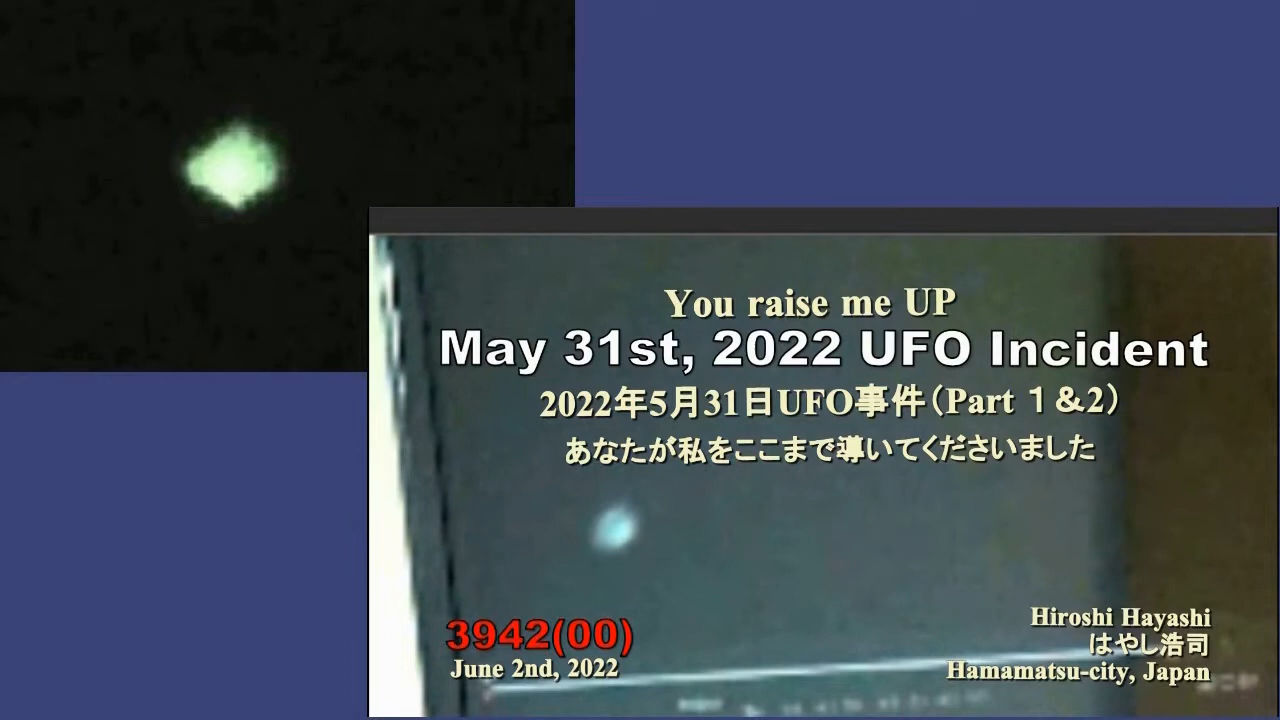 You raise me UP
May 31st, 2022 UFO Incident
2022年5月31日UFO事件（Part １＆2）
あなたが私をここまで導いてくださいました
3942(00)
June 2nd, 2022
Hiroshi Hayashi
はやし浩司
Hamamatsu-city, Japan